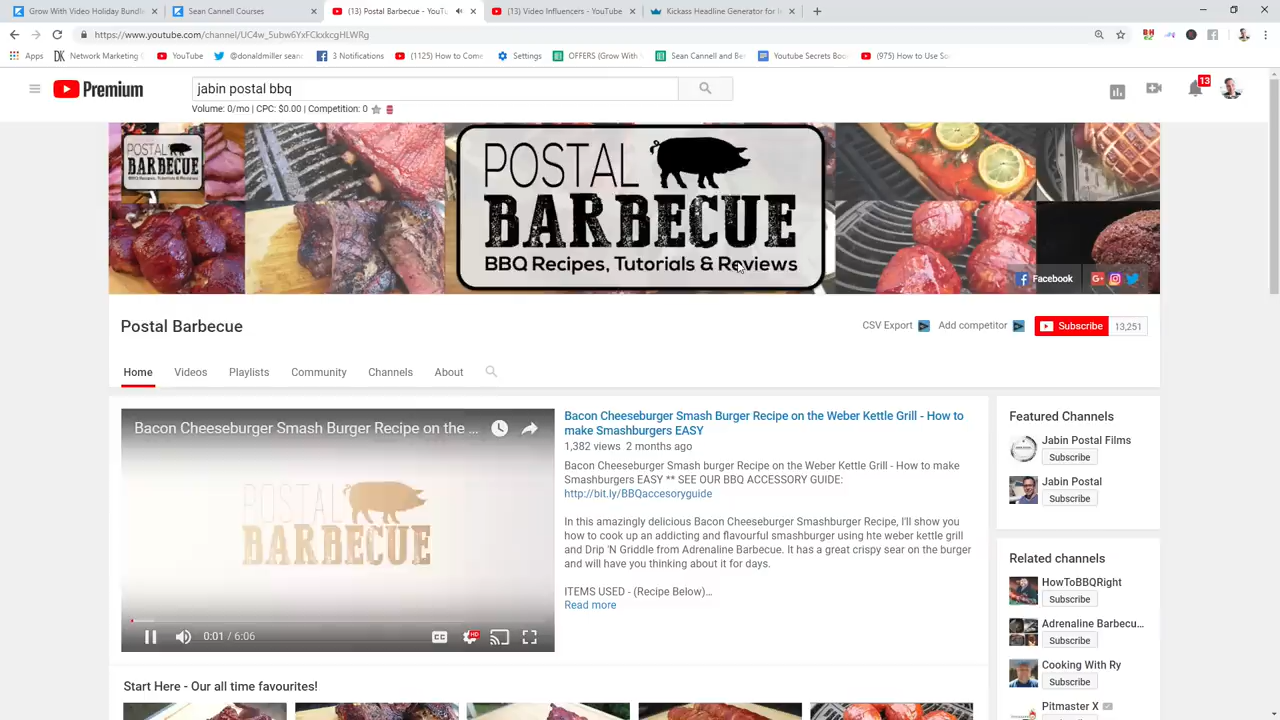 Grow With Video Holiday Bundl
Sean Cannell Courses
(13) Postal Barbecue - YouTu
(13) Video Influencers - YouTube
Kickass Headline Generator for I
https://www.youtube.com/channel/UC4w_5ubw6YxFCkxkcgHLWRg
Apps
Network Marketing
YouTube
@donaldmiller sean
3 Notifications
(1125) How to Come
Settings
OFFERS (Grow With
Sean Cannell and Ber
Youtube Secrets Boo
(975) How to Use So
Premium
jabin postal bbq
13
Volume: 0/mo | CPC: $0.00 | Competition: 0
POSTAL
BARBECUE
BBQ Recipes, Tutorials & Reviews
POSTAL
BARBECUE
BBQ Recipes, Tutorials & Reviews
Facebook
Postal Barbecue
CSV Export
Add competitor
Subscribe
13,251
Home
Videos
Playlists
Community
Channels
About
Bacon Cheeseburger Smash Burger Recipe on the ...
POSTAL
BARBECUE
0:01 / 6:06
CC
HD
Bacon Cheeseburger Smash Burger Recipe on the Weber Kettle Grill - How to
make Smashburgers EASY
1,382 views 2 months ago
Bacon Cheeseburger Smash burger Recipe on the Weber Kettle Grill - How to make
Smashburgers EASY ** SEE OUR BBQ ACCESSORY GUIDE:
http://bit.ly/BBQaccesoryguide
In this amazingly delicious Bacon Cheeseburger Smashburger Recipe, I'll show you
how to cook up an addicting and flavourful smashburger using hte weber kettle grill
and Drip 'N Griddle from Adrenaline Barbecue. It has a great crispy sear on the burger
and will have you thinking about it for days.
ITEMS USED - (Recipe Below)...
Read more
Featured Channels
Jabin Postal Films
Subscribe
Jabin Postal
Subscribe
Related channels
HowToBBQRight
Subscribe
Adrenaline Barbecu...
Subscribe
Cooking With Ry
Subscribe
Pitmaster X
Start Here - Our all time favourites!